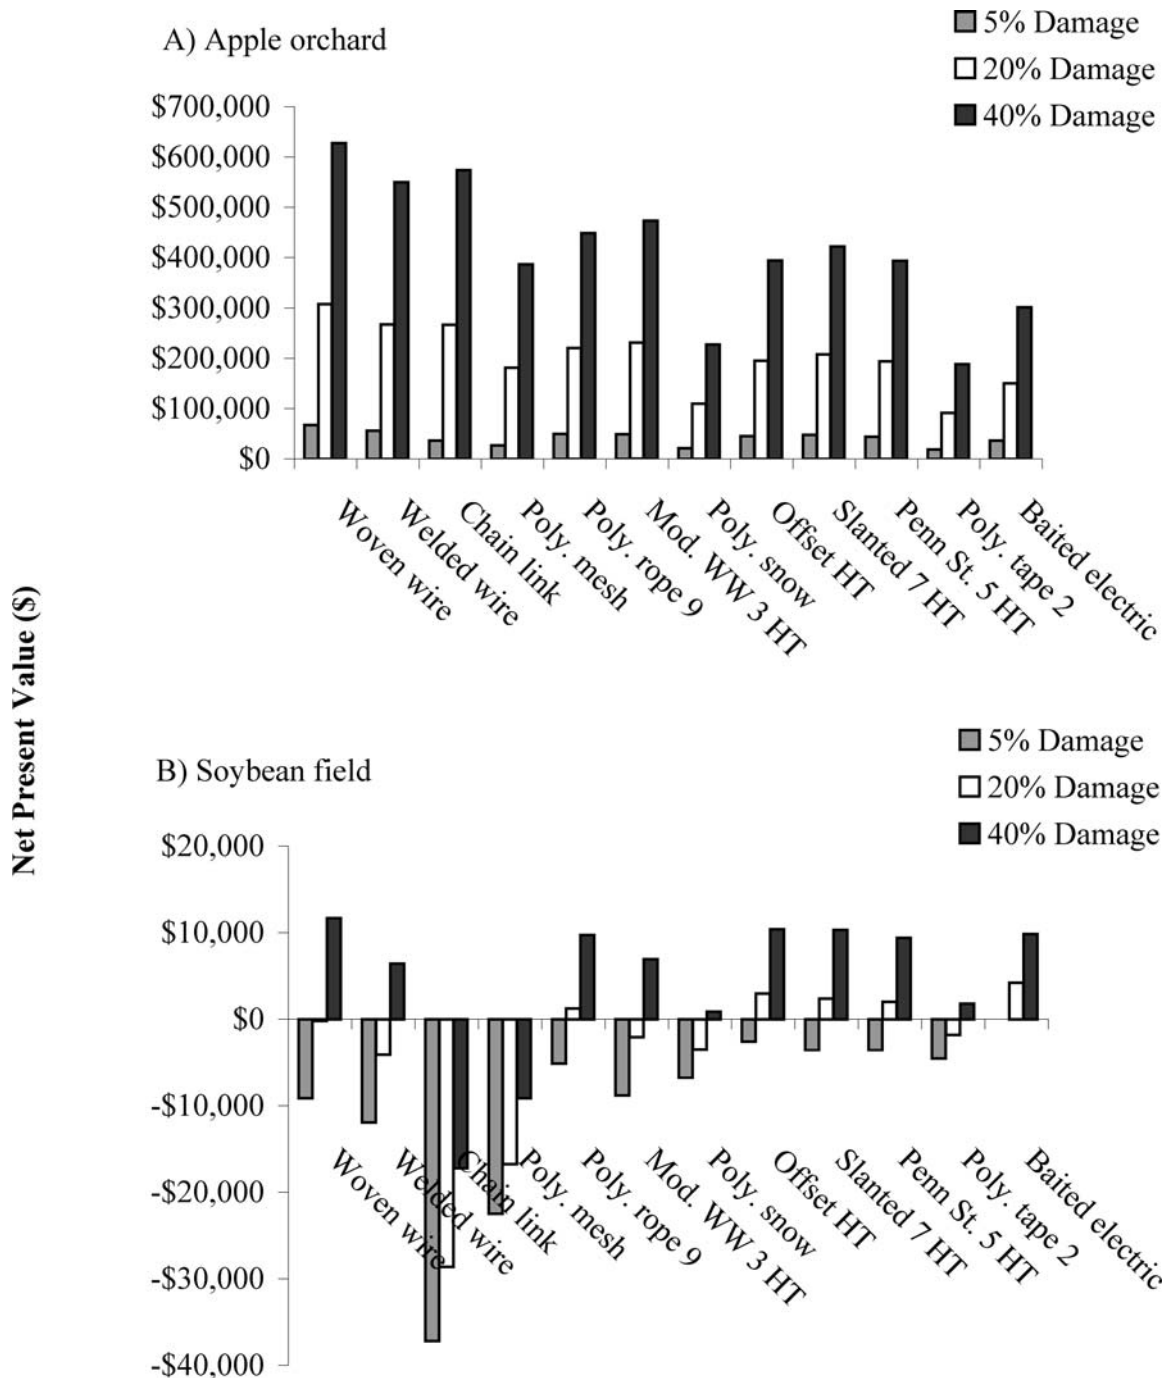 A) Apple orchard
5% Damage
20% Damage
40% Damage
$700,000
$600,000
$500,000
$400,000
$300,000
$200,000
$100,000
$0
Woven wire
Welded wire
Chain link
Poly. mesh
Poly. rope 9
Mod. WW 3 HT
Poly. snow
Offset HT
Slanted 7 HT
Penn St. 5 HT
Poly. tape 2
Baited electric
Net Present Value ($)
B) Soybean field
5% Damage
20% Damage
40% Damage
$20,000
$10,000
$0
-$10,000
-$20,000
-$30,000
-$40,000
Woven wire
Welded wire
Chain link
Poly. mesh
Poly. rope 9
Mod. WW 3 HT
Poly. snow
Offset HT
Slanted 7 HT
Penn St. 5 HT
Poly. tape 2
Baited electric